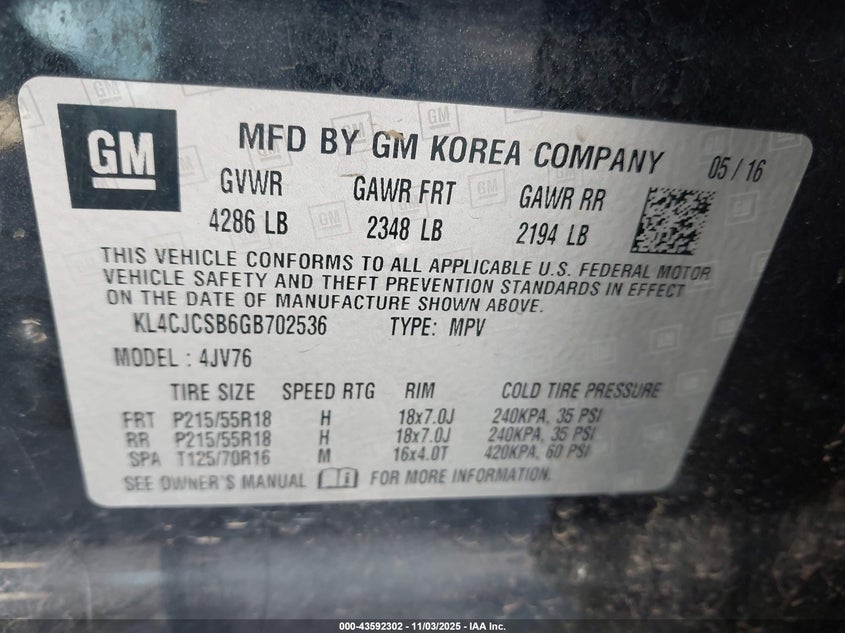 GM
MFD BY GM KOREA COMPANY 05/16
GVWR GAWR FRT GAWR RR
4286 LB 2348 LB 2194 LB
THIS VEHICLE CONFORMS TO ALL APPLICABLE U.S. FEDERAL MOTOR
VEHICLE SAFETY AND THEFT PREVENTION STANDARDS IN EFFECT
ON THE DATE OF MANUFACTURE SHOWN ABOVE.
KL4CJCSB6GB702536 TYPE: MPV
MODEL : 4JV76
TIRE SIZE SPEED RTG RIM COLD TIRE PRESSURE
FRT P215/55R18 H 18x7.0J 240KPA, 35 PSI
RR P215/55R18 H 18x7.0J 240KPA, 35 PSI
SPA T125/70R16 M 16x4.0T 420KPA, 60 PSI
SEE OWNER'S MANUAL i FOR MORE INFORMATION.
000-43592302 - 11/03/2025 - IAA Inc.